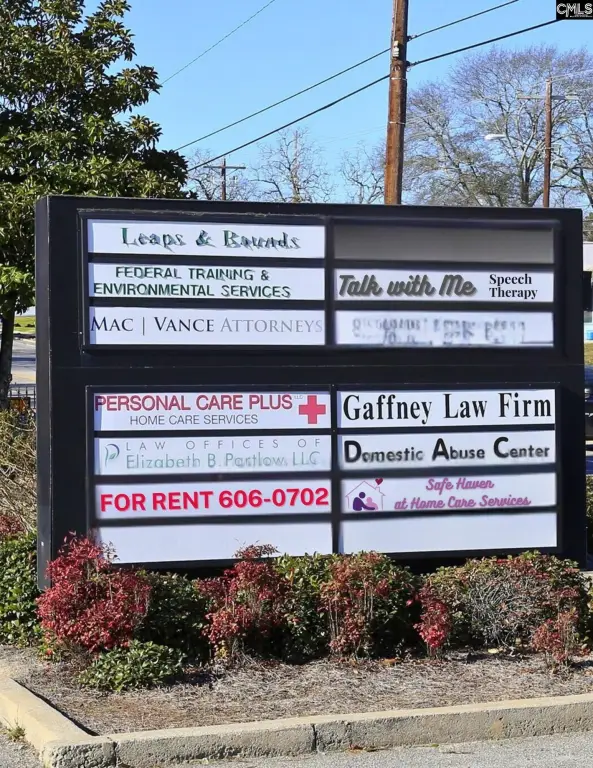 CMLS
Leaps & Bounds
FEDERAL TRAINING &
ENVIRONMENTAL SERVICES
Talk with Me Speech
Therapy
MAC | VANCE ATTORNEYS
PERSONAL CARE PLUS LLC
HOME CARE SERVICES
Gaffney Law Firm
LAW OFFICES OF
Elizabeth B. Partlow, LLC
Domestic Abuse Center
FOR RENT 606-0702
Safe Haven
at Home Care Services